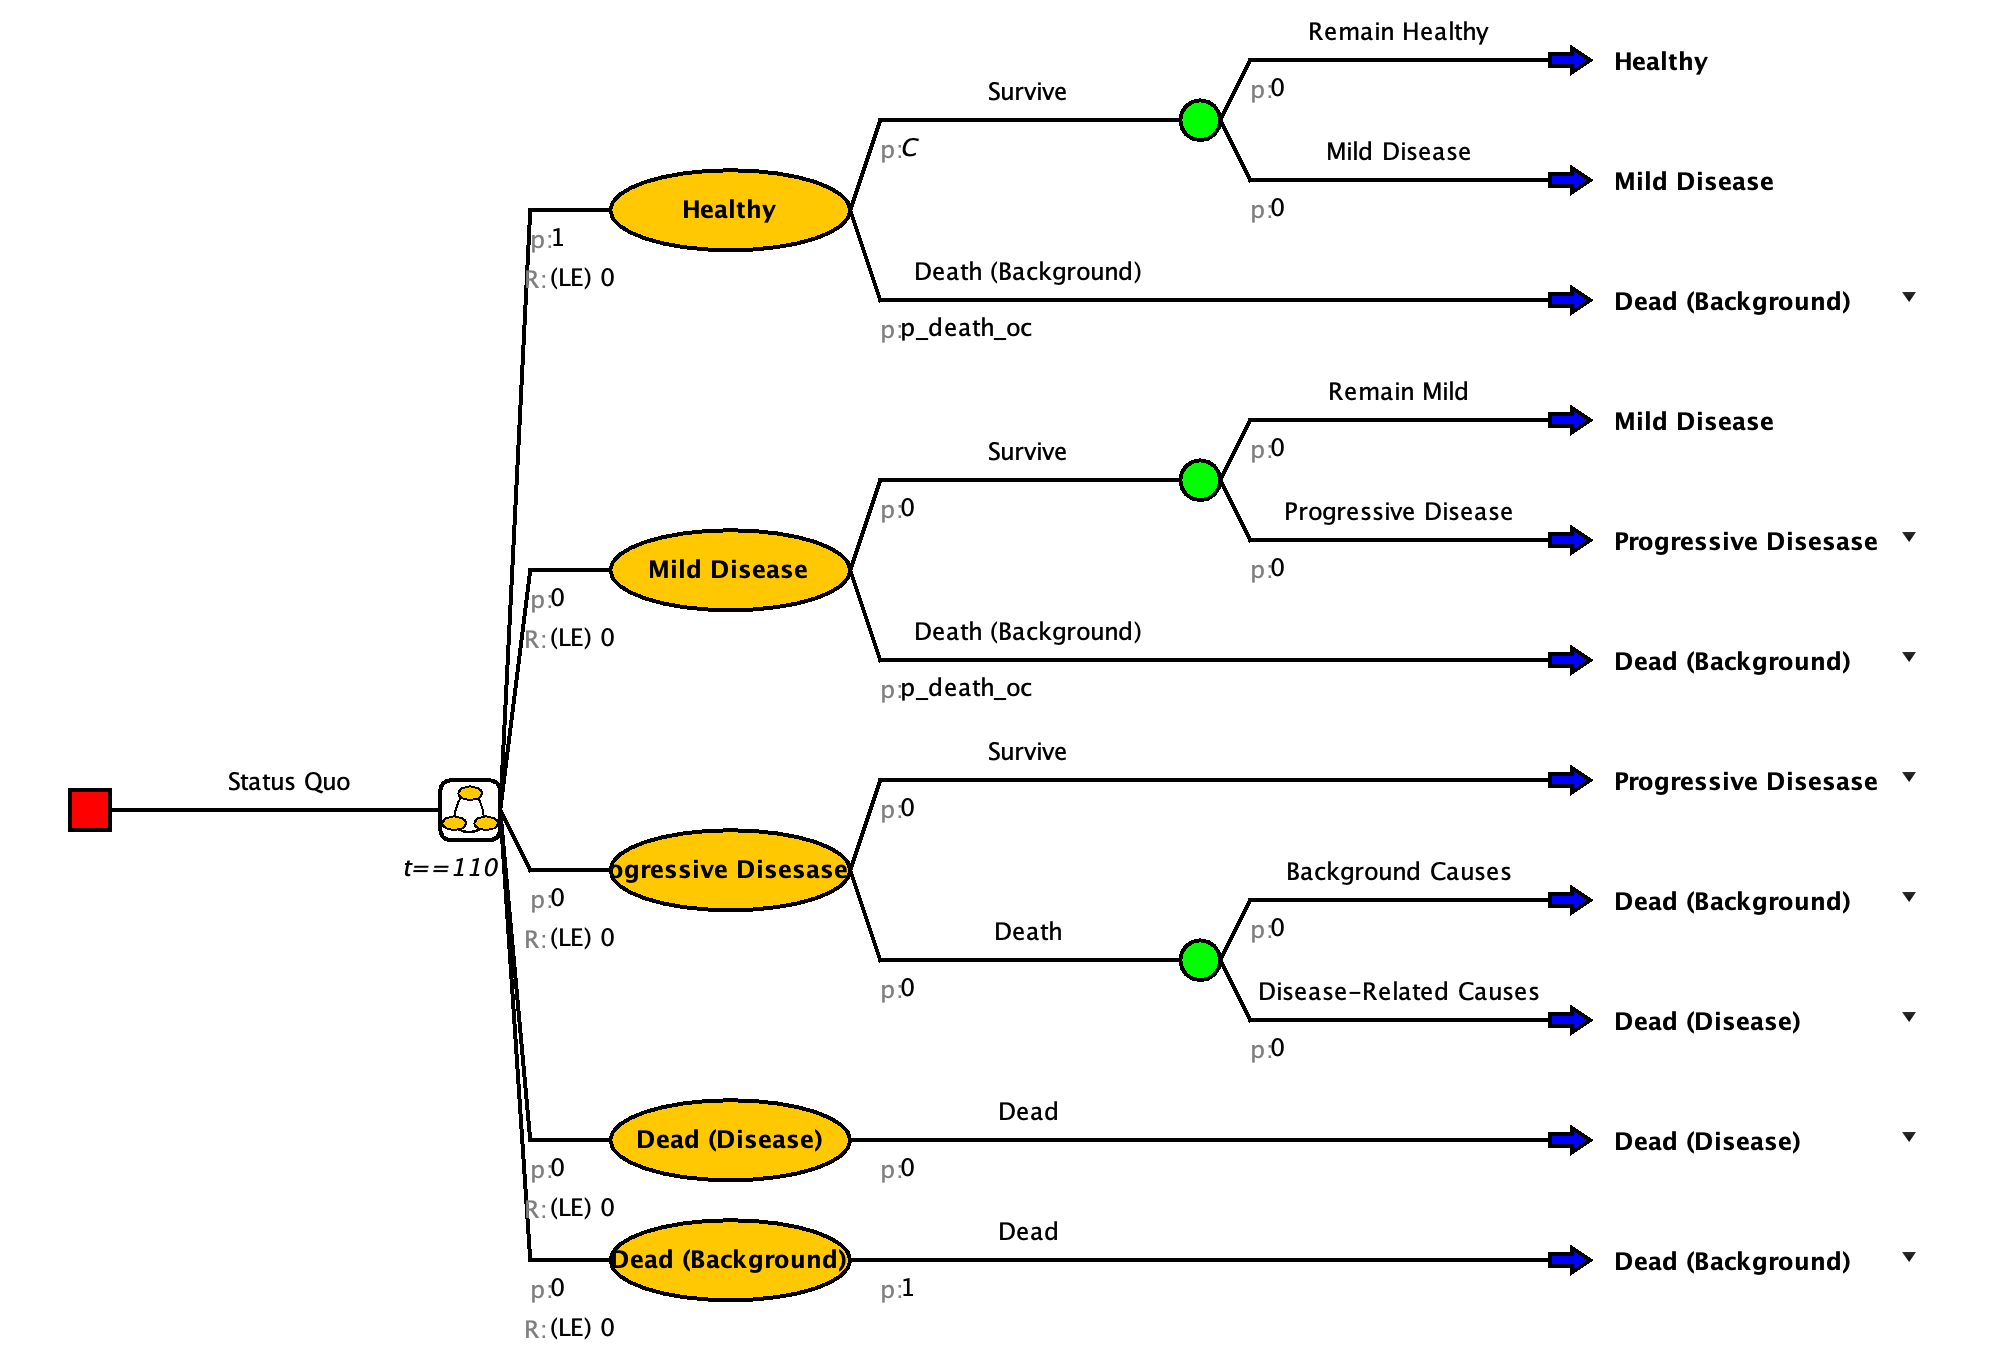 Remain Healthy
Healthy
p:0
Survive
p:C
Mild Disease
Mild Disease
p:0
Healthy
p:1
R:(LE) 0
Death (Background)
Dead (Background)
p:p_death_oc
Remain Mild
Mild Disease
p:0
Survive
p:0
Progressive Disease
Progressive Disesase
p:0
Mild Disease
p:0
R:(LE) 0
Death (Background)
Dead (Background)
p:p_death_oc
Status Quo
t==110
Survive
Progressive Disesase
p:0
ogressive Disesase
p:0
R:(LE) 0
Background Causes
Dead (Background)
p:0
Death
p:0
Disease-Related Causes
Dead (Disease)
p:0
Dead (Disease)
p:0
R:(LE) 0
Dead
Dead (Disease)
p:0
Dead (Background)
p:0
R:(LE) 0
Dead
Dead (Background)
p:1